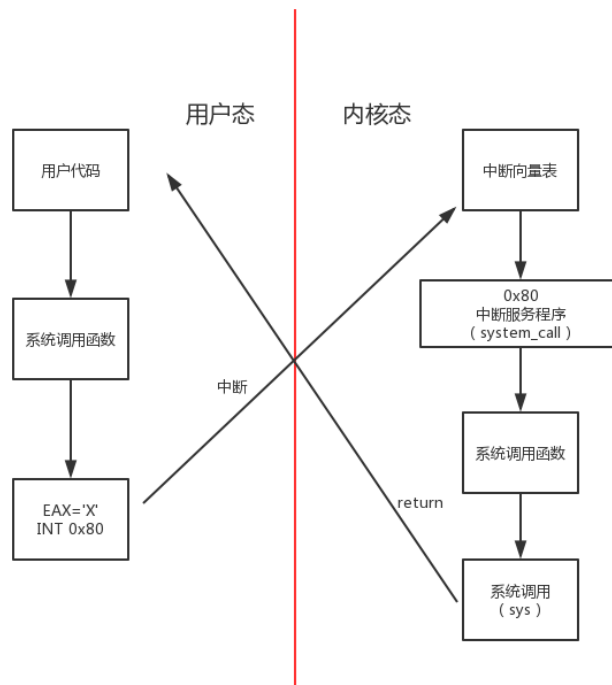 用户态
内核态
用户代码
系统调用函数
EAX='X'
INT 0x80
中断
中断向量表
0x80
中断服务程序
（system_call）
系统调用函数
return
系统调用
（sys）